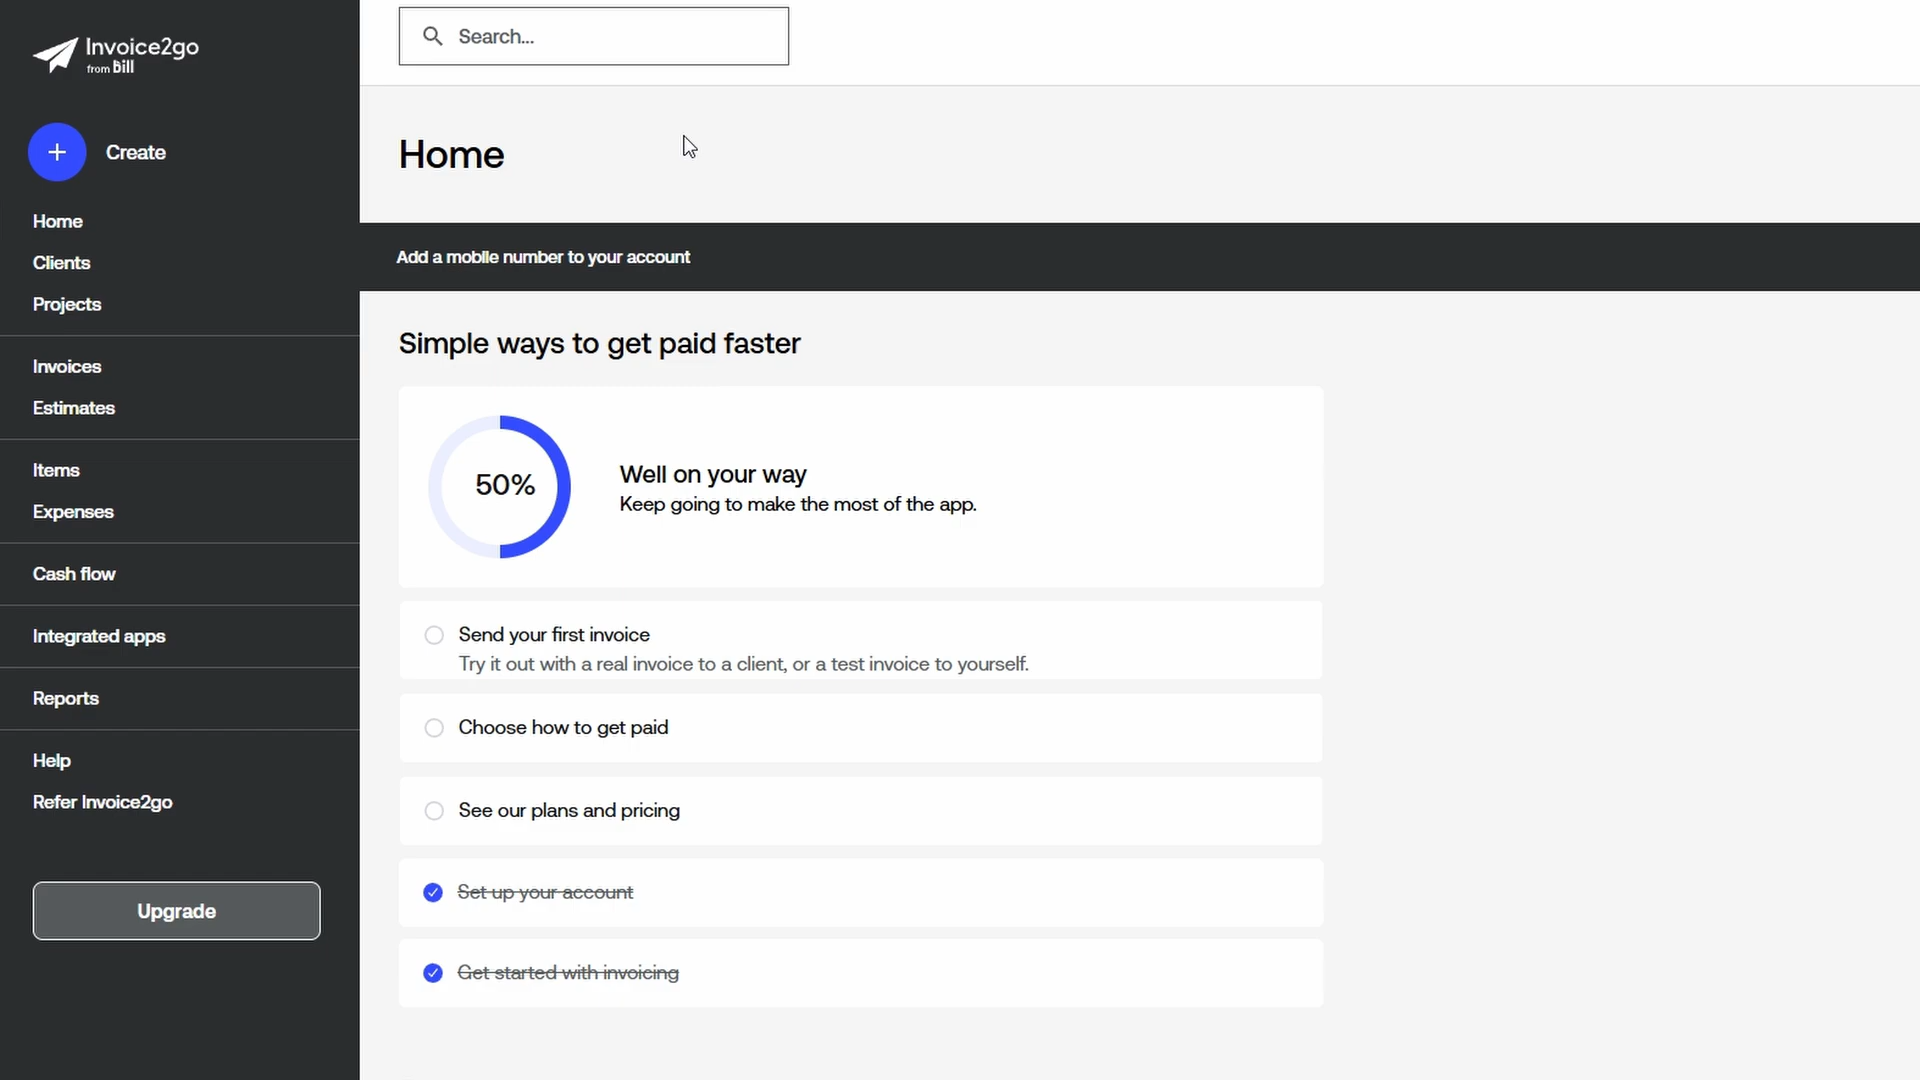 Invoice2go
from bill
Create
Home
Clients
Projects
Invoices
Estimates
Items
Expenses
Cash flow
Integrated apps
Reports
Help
Refer Invoice2go
Upgrade
Search...
Home
Add a mobile number to your account
Simple ways to get paid faster
50%
Well on your way
Keep going to make the most of the app.
Send your first invoice
Try it out with a real invoice to a client, or a test invoice to yourself.
Choose how to get paid
See our plans and pricing
Set up your account
Get started with invoicing